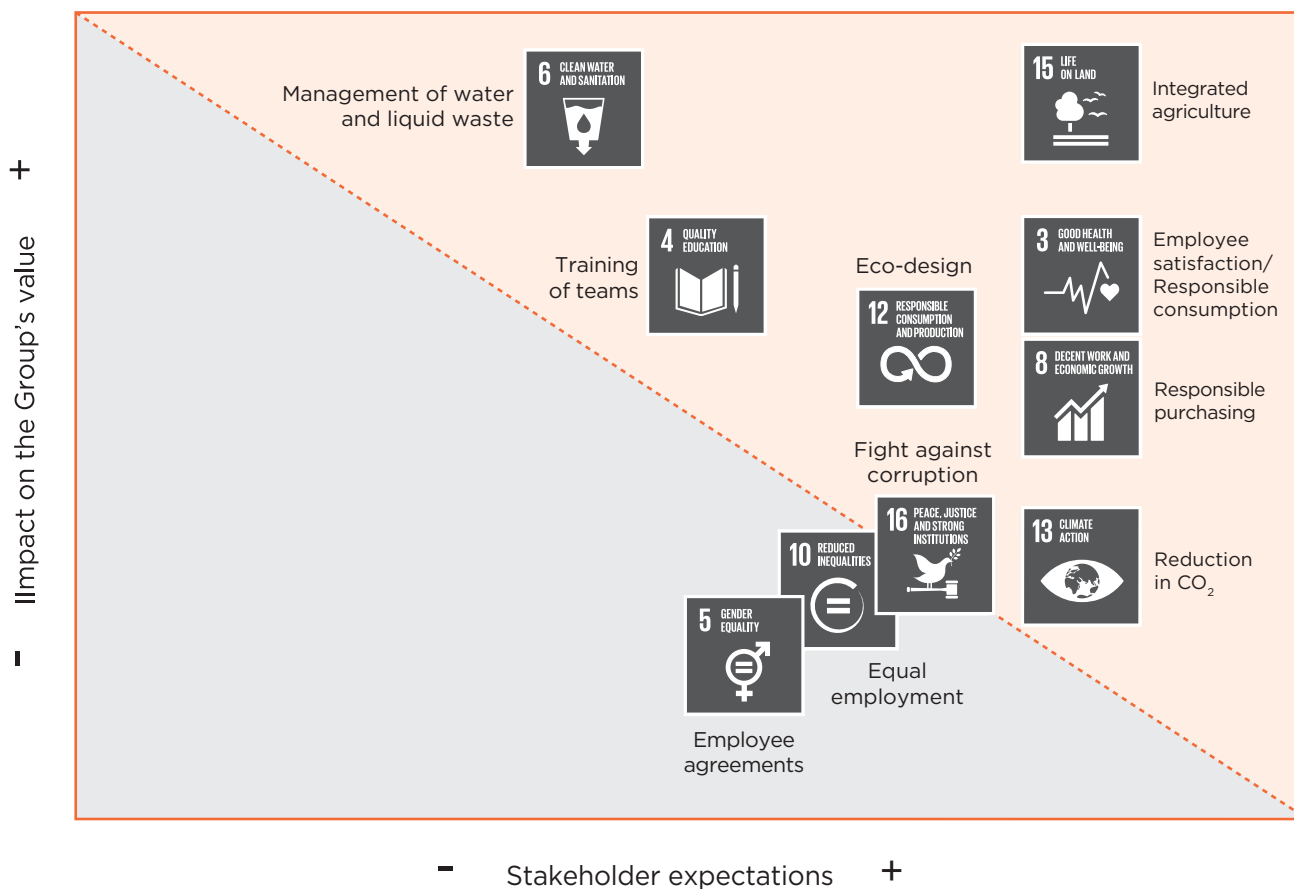 6 CLEAN WATER
AND SANITATION
Management of water
and liquid waste
15 LIFE
ON LAND
Integrated
agriculture
4 QUALITY
EDUCATION
Training
of teams
Eco-design
12 RESPONSIBLE
CONSUMPTION
AND PRODUCTION
3 GOOD HEALTH
AND WELL-BEING
Employee
satisfaction/
Responsible
consumption
8 DECENT WORK AND
ECONOMIC GROWTH
Responsible
purchasing
Fight against
corruption
16 PEACE, JUSTICE
AND STRONG
INSTITUTIONS
13 CLIMATE
ACTION
Reduction
in CO₂
10 REDUCED
INEQUALITIES
Equal
employment
5 GENDER
EQUALITY
Employee
agreements
- IImpact on the Group's value +
- Stakeholder expectations +